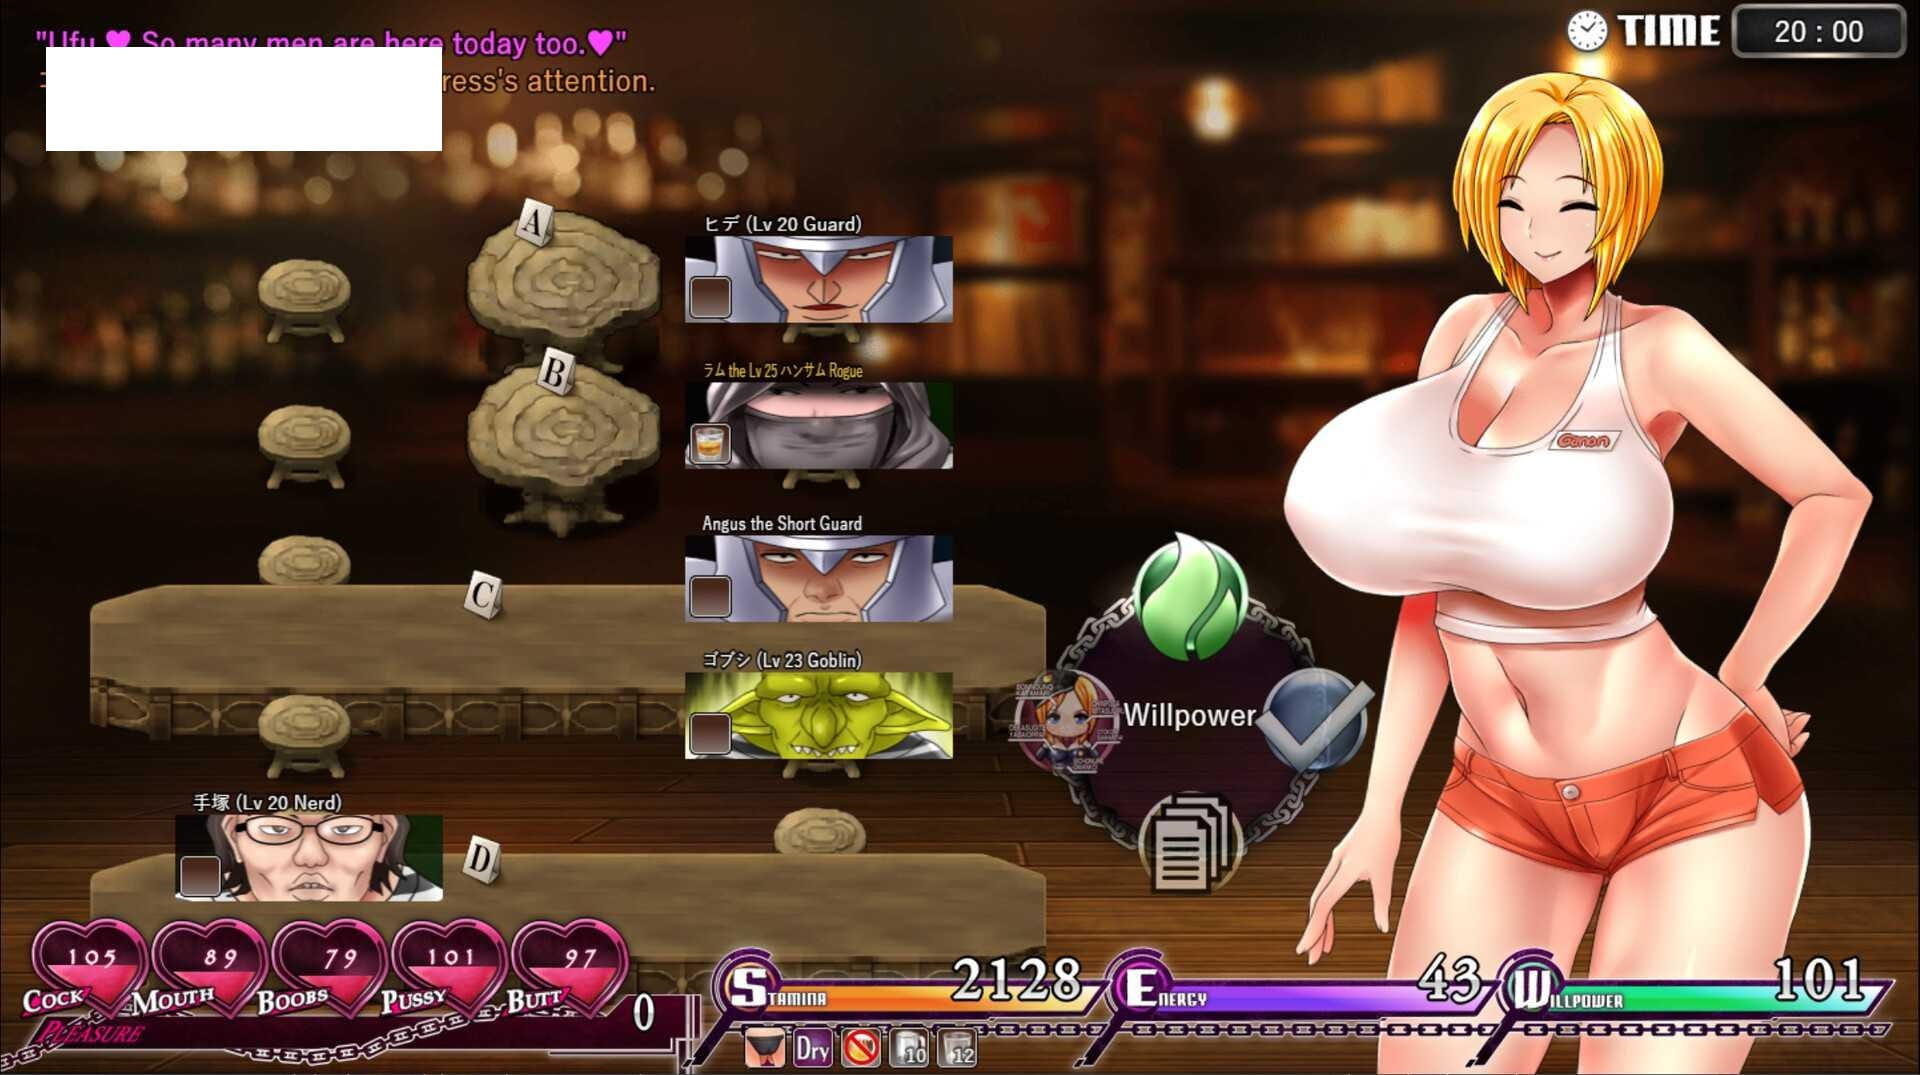 "Ufu ♥ So many men are here today too.♥"
ress's attention.
TIME 20 : 00
A
ヒデ (Lv 20 Guard)
B
ラム the Lv 25 ハンサム Rogue
Canon
Angus the Short Guard
C
ゴブシ (Lv 23 Goblin)
Willpower
手塚 (Lv 20 Nerd)
D
105 89 79 101 97
COCK MOUTH BOOBS PUSSY BUTT
PLEASURE 0
STAMINA 2128
ENERGY 43
WILLPOWER 101
Dry 10 12